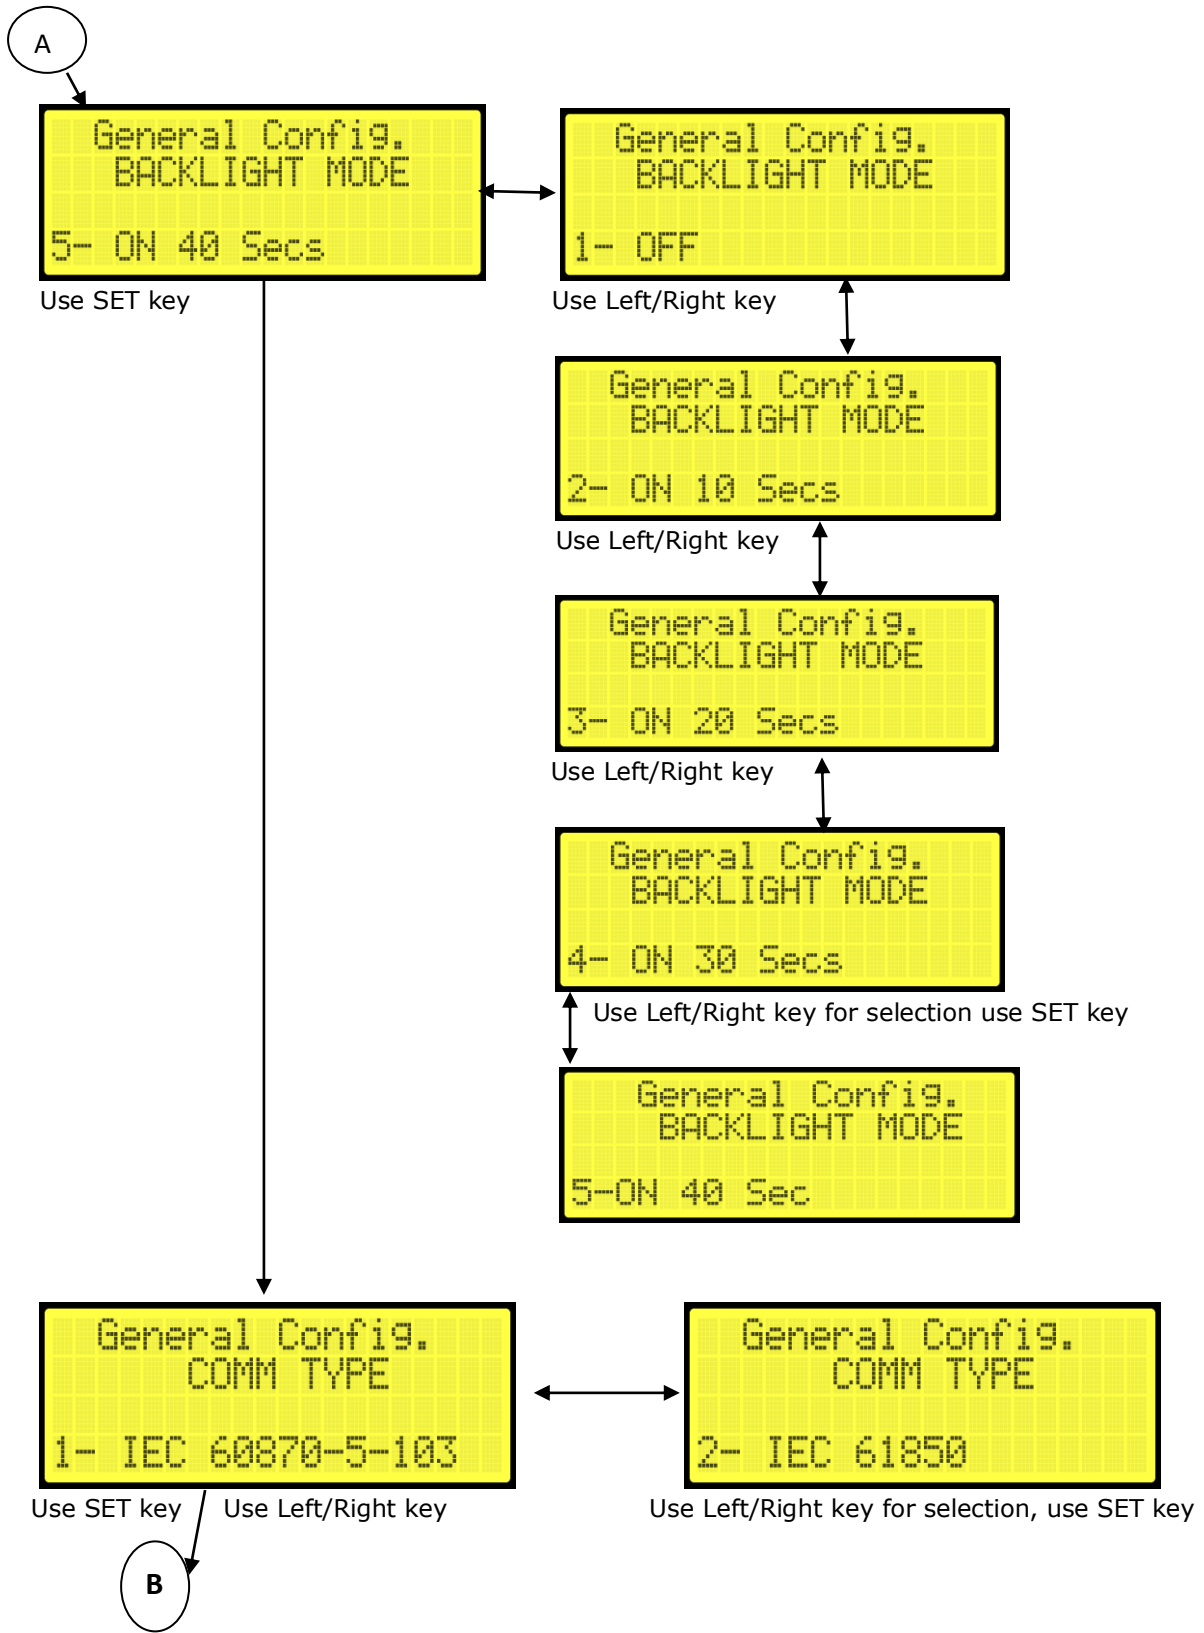 A
General Config.
BACKLIGHT MODE
5- ON 40 Secs
Use SET key
General Config.
BACKLIGHT MODE
1- OFF
Use Left/Right key
General Config.
BACKLIGHT MODE
2- ON 10 Secs
Use Left/Right key
General Config.
BACKLIGHT MODE
3- ON 20 Secs
Use Left/Right key
General Config.
BACKLIGHT MODE
4- ON 30 Secs
Use Left/Right key for selection use SET key
General Config.
BACKLIGHT MODE
5-ON 40 Sec
General Config.
COMM TYPE
1- IEC 60870-5-103
Use SET key
Use Left/Right key
General Config.
COMM TYPE
2- IEC 61850
Use Left/Right key for selection, use SET key
B